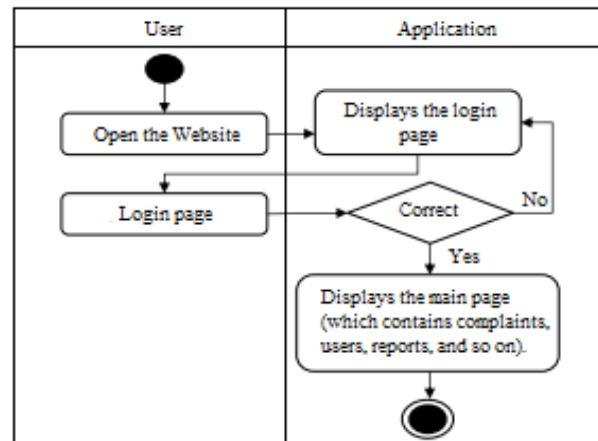 User
Application
Open the Website
Displays the login
page
Login page
Correct
No
Yes
Displays the main page
(which contains complaints,
users, reports, and so on).